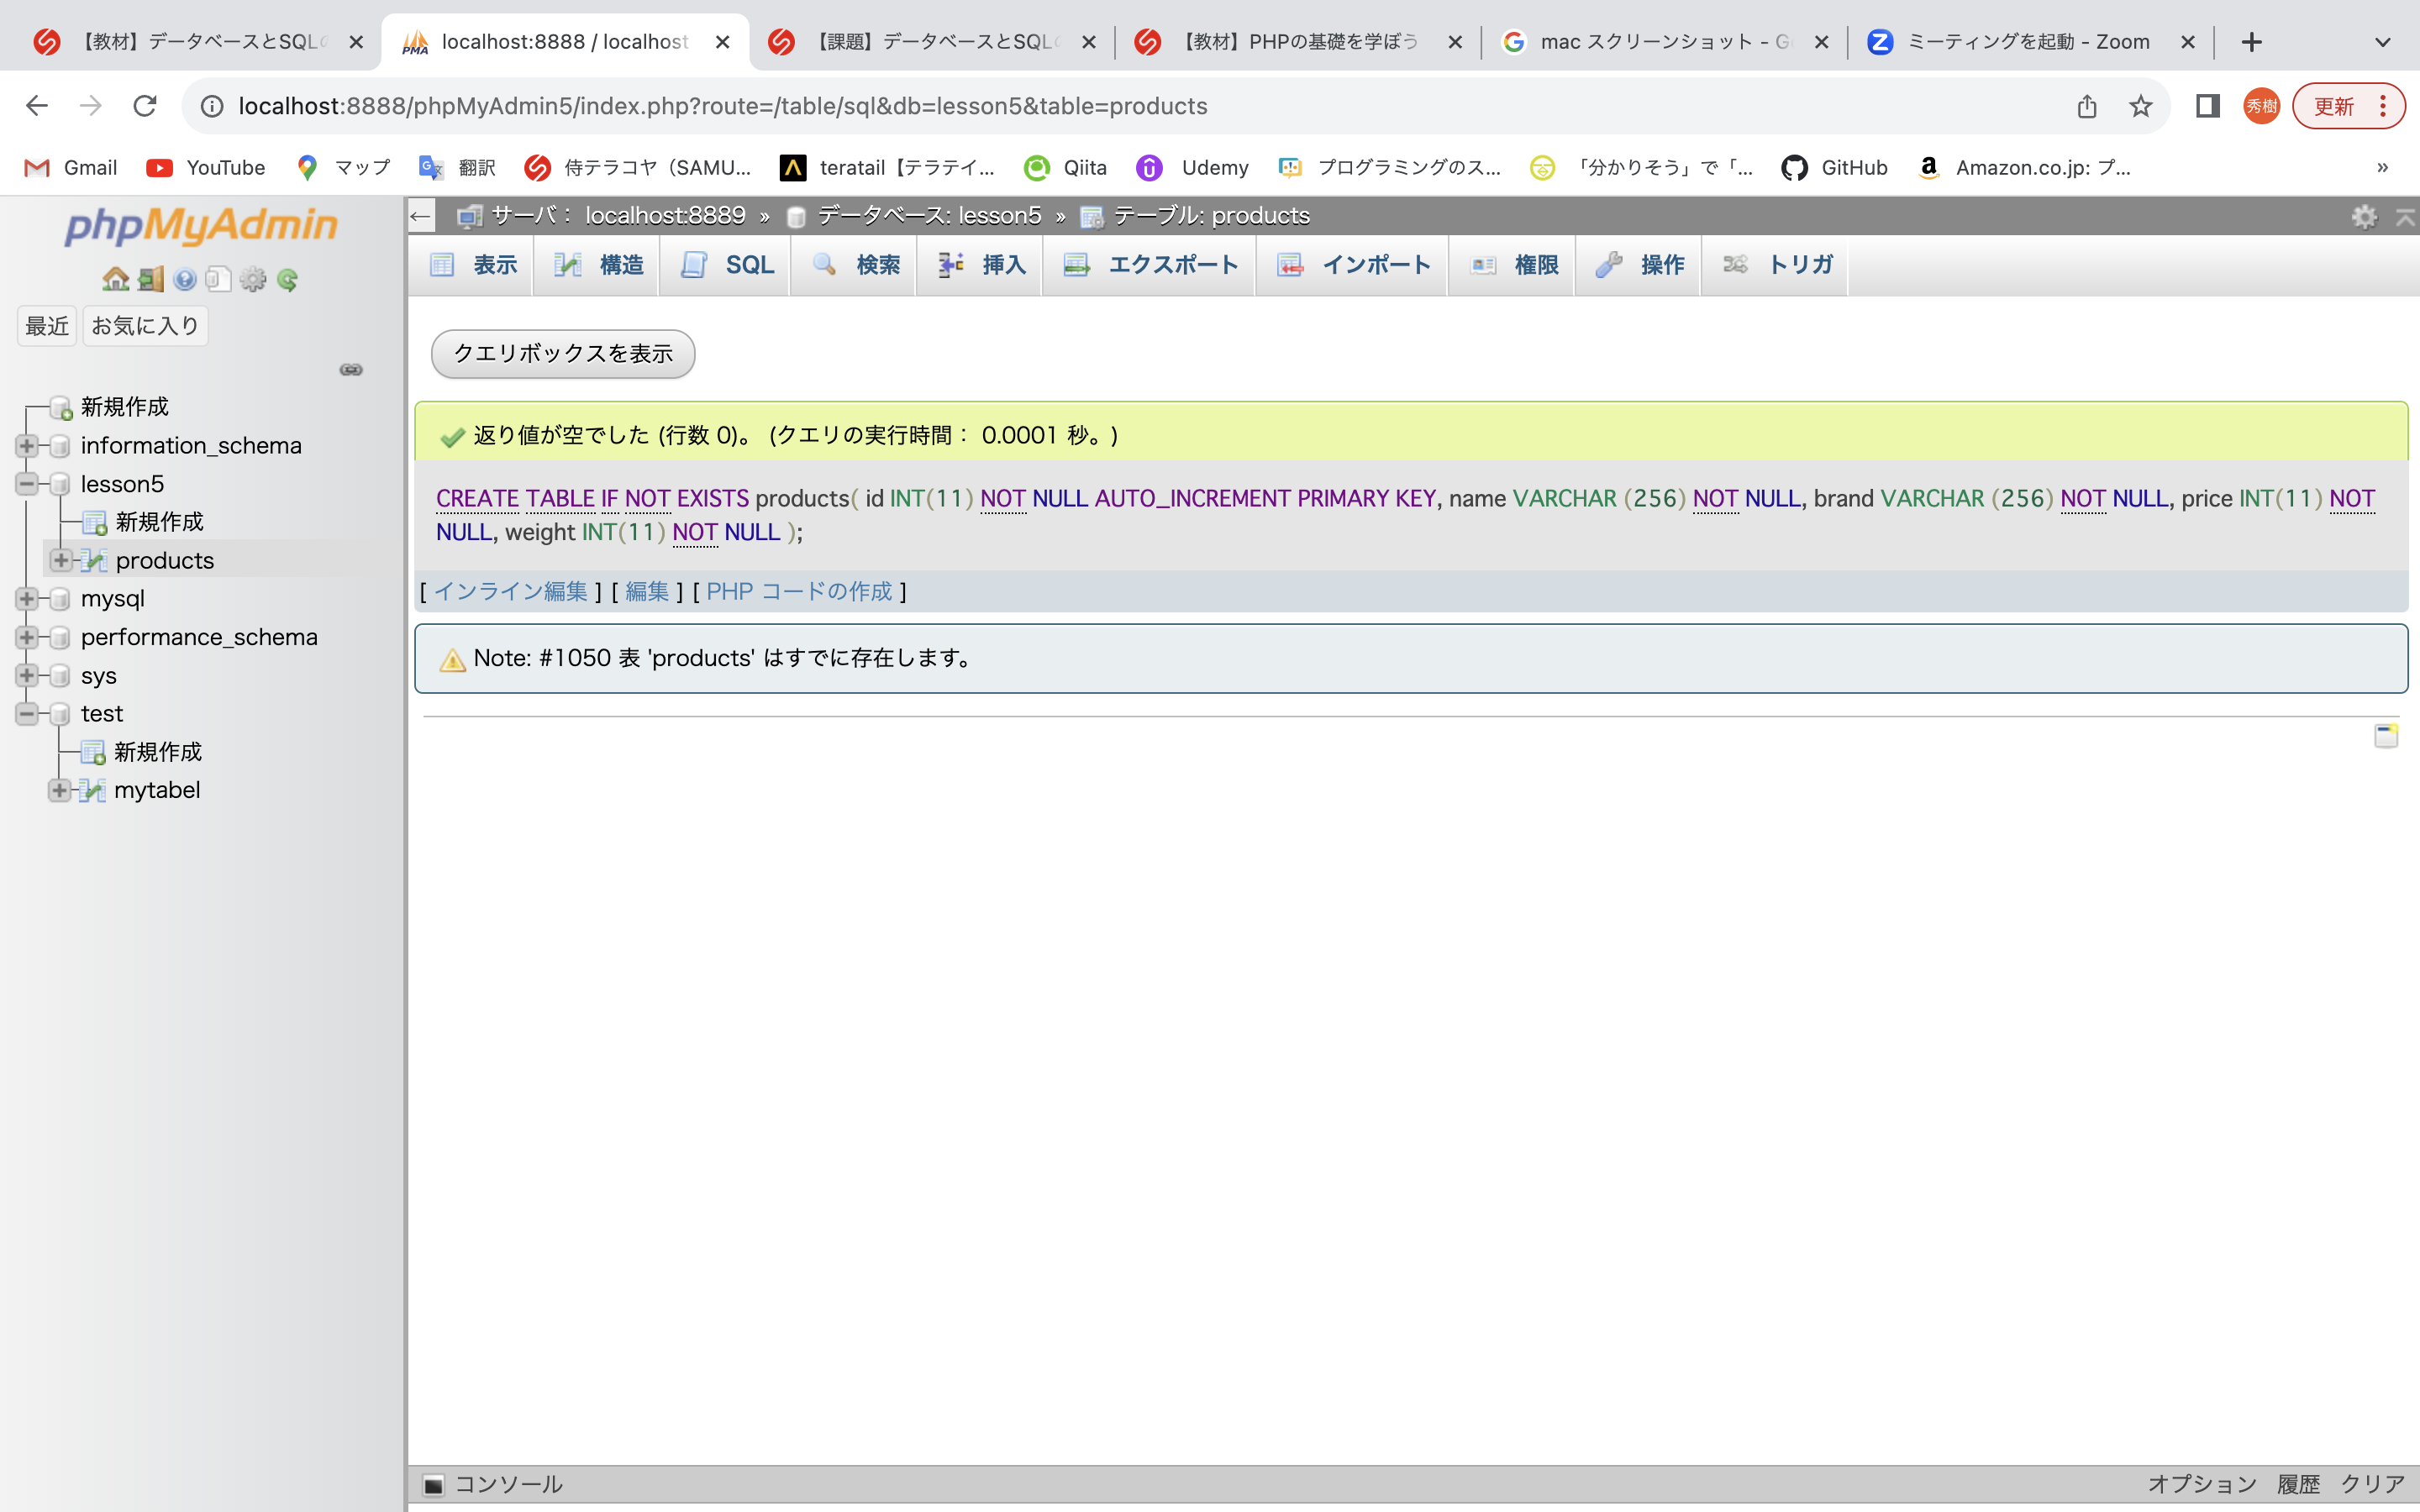 【教材】データベースとSQLの
localhost:8888 / localhost
【課題】データベースとSQLの
【教材】PHPの基礎を学ぼう
mac スクリーンショット - G
ミーティングを起動 - Zoom
localhost:8888/phpMyAdmin5/index.php?route=/table/sql&db=lesson5&table=products
秀樹
更新
Gmail
YouTube
マップ
翻訳
侍テラコヤ（SAMU...
teratail【テラテイ...
Qiita
Udemy
プログラミングのス...
「分かりそう」で「...
GitHub
Amazon.co.jp: プ...
»
phpMyAdmin
最近
お気に入り
新規作成
information_schema
lesson5
新規作成
products
mysql
performance_schema
sys
test
新規作成
mytabel
サーバ： localhost:8889 » データベース: lesson5 » テーブル: products
表示
構造
SQL
検索
挿入
エクスポート
インポート
権限
操作
トリガ
クエリボックスを表示
返り値が空でした (行数 0)。 (クエリの実行時間： 0.0001 秒。)
CREATE TABLE IF NOT EXISTS products( id INT(11) NOT NULL AUTO_INCREMENT PRIMARY KEY, name VARCHAR (256) NOT NULL, brand VARCHAR (256) NOT NULL, price INT(11) NOT
NULL, weight INT(11) NOT NULL );
[ インライン編集 ] [ 編集 ] [ PHP コードの作成 ]
Note: #1050 表 'products' はすでに存在します。
コンソール
オプション
履歴
クリア